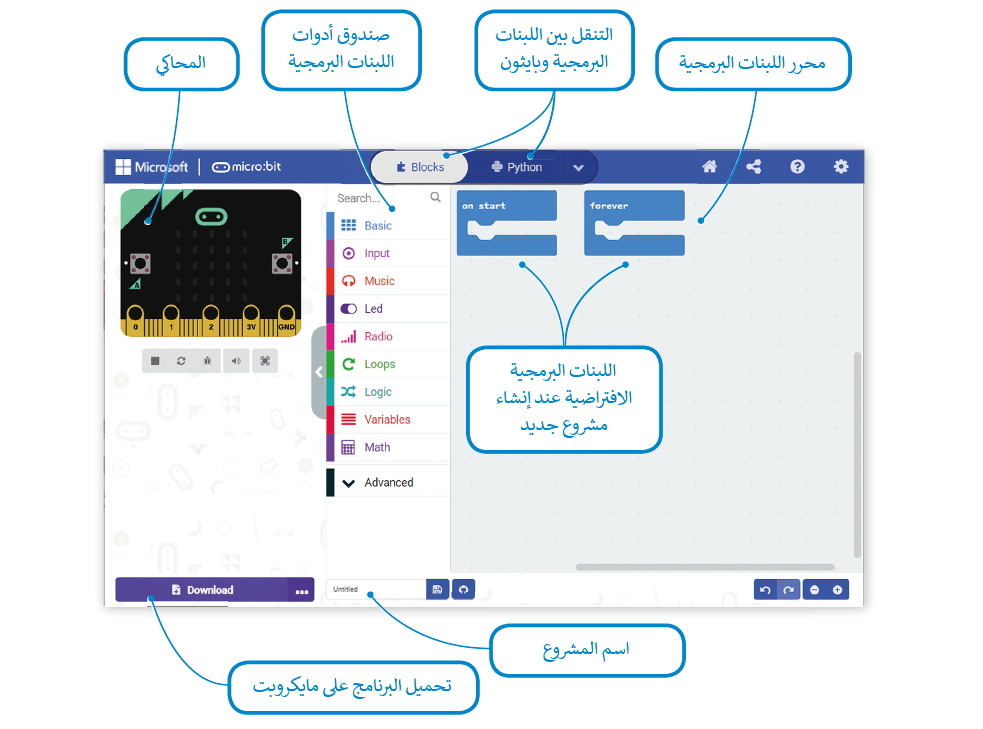 صندوق أدوات
اللبنات البرمجية
التنقل بين اللبنات
البرمجية وبايثون
المحاكي
محرر اللبنات البرمجية
Microsoft micro:bit
Blocks
Python
Search...
Basic
Input
Music
Led
Radio
Loops
Logic
Variables
Math
Advanced
on start
forever
B
A
0 1 2 3V GND
اللبنات البرمجية
الافتراضية عند إنشاء
مشروع جديد
Download
Untitled
اسم المشروع
تحميل البرنامج على مايكروبت